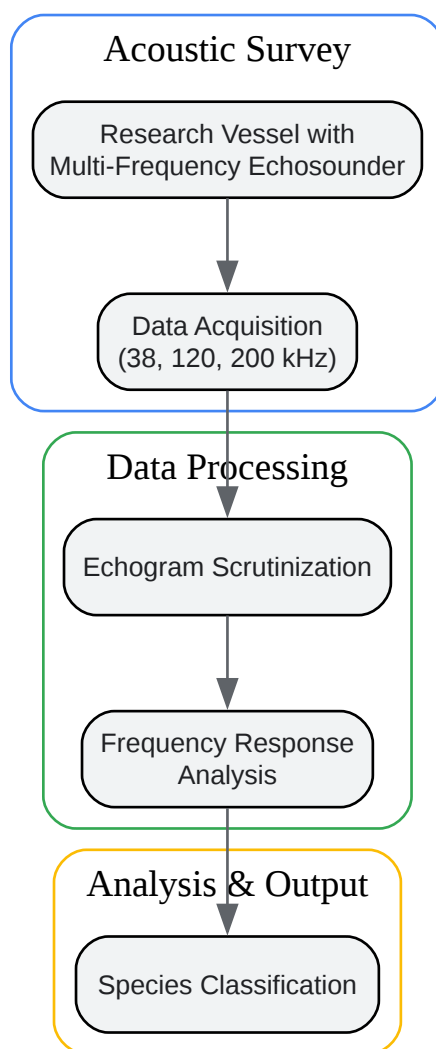 Acoustic Survey
Research Vessel with
Multi-Frequency Echosounder
Data Acquisition
(38, 120, 200 kHz)
Data Processing
Echogram Scrutinization
Frequency Response
Analysis
Analysis & Output
Species Classification